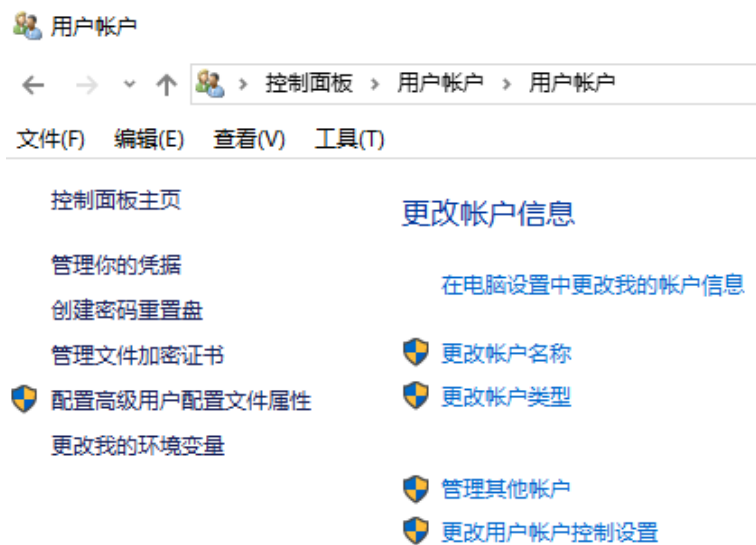 用户帐户
控制面板 > 用户帐户 > 用户帐户
文件(F) 编辑(E) 查看(V) 工具(T)
控制面板主页
管理你的凭据
创建密码重置盘
管理文件加密证书
配置高级用户配置文件属性
更改我的环境变量
更改帐户信息
在电脑设置中更改我的帐户信息
更改帐户名称
更改帐户类型
管理其他帐户
更改用户帐户控制设置